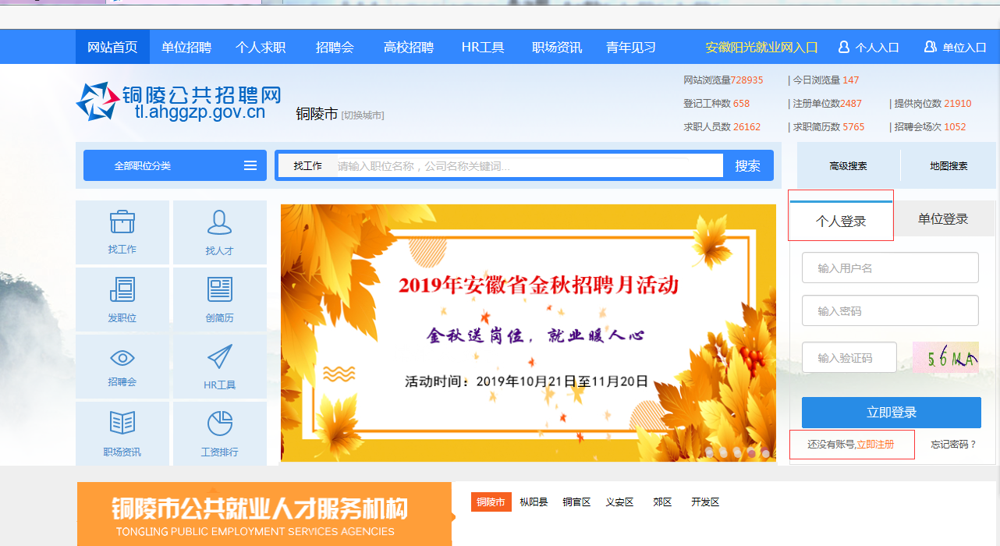 网站首页 单位招聘 个人求职 招聘会 高校招聘 HR工具 职场资讯 青年见习 安徽阳光就业网入口 个人入口 单位入口
铜陵公共招聘网
tl.ahggzp.gov.cn
铜陵市 [切换城市]
网站浏览量728935 | 今日浏览量 147
登记工种数 658 | 注册单位数2487 | 提供岗位数 21910
求职人员数 26162 | 求职简历数 5765 | 招聘会场次 1052
全部职位分类 找工作 请输入职位名称，公司名称关键词... 搜索 高级搜索 地图搜索
找工作 找人才
发职位 创简历
招聘会 HR工具
职场资讯 工资排行
2019年安徽省金秋招聘月活动
金秋送岗位，就业暖人心
活动时间：2019年10月21日至11月20日
个人登录 单位登录
输入用户名
输入密码
输入验证码 56MA
立即登录
还没有账号,立即注册 忘记密码？
铜陵市公共就业人才服务机构
TONGLING PUBLIC EMPLOYMENT SERVICES AGENCIES
铜陵市 枞阳县 铜官区 义安区 郊区 开发区